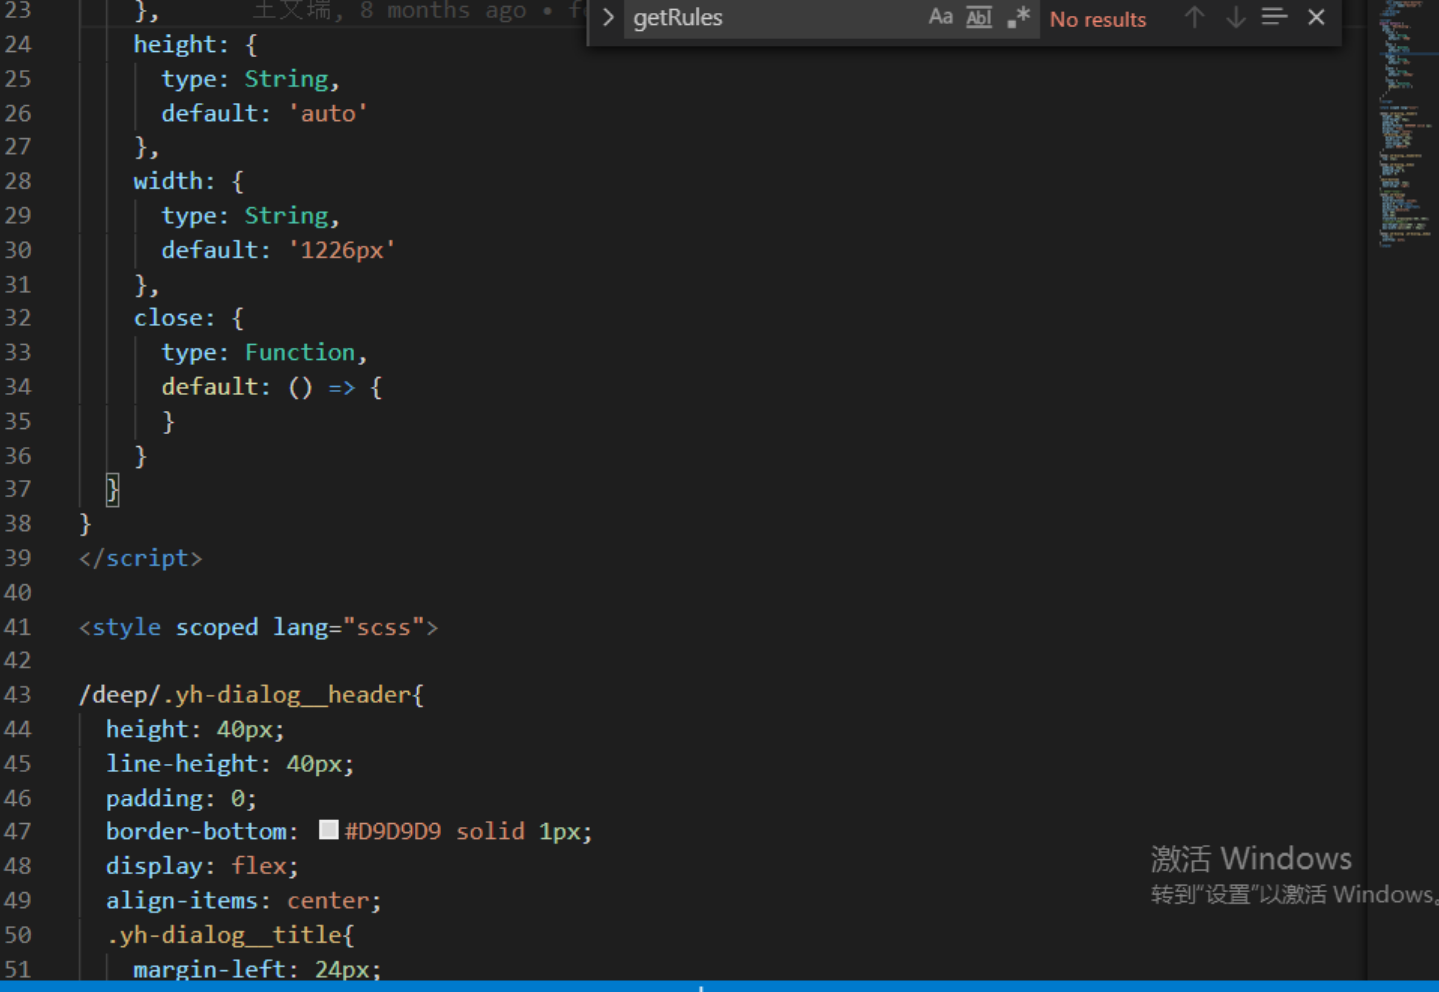 getRules
Aa Abl .* No results
23 }, 王文瑞, 8 months ago •
24 height: {
25 type: String,
26 default: 'auto'
27 },
28 width: {
29 type: String,
30 default: '1226px'
31 },
32 close: {
33 type: Function,
34 default: () => {
35 }
36 }
37 }
38 }
39 </script>
40
41 <style scoped lang="scss">
42
43 /deep/.yh-dialog__header{
44 height: 40px;
45 line-height: 40px;
46 padding: 0;
47 border-bottom: #D9D9D9 solid 1px;
48 display: flex;
49 align-items: center;
50 .yh-dialog__title{
51 margin-left: 24px;
激活 Windows
转到“设置”以激活 Windows。